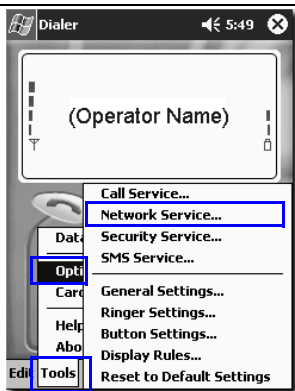 Dialer 5:49
(Operator Name)
Call Service...
Network Service...
Security Service...
SMS Service...
General Settings...
Ringer Settings...
Button Settings...
Display Rules...
Reset to Default Settings
Data
Opti
Card
Help
Abo
Edit Tools